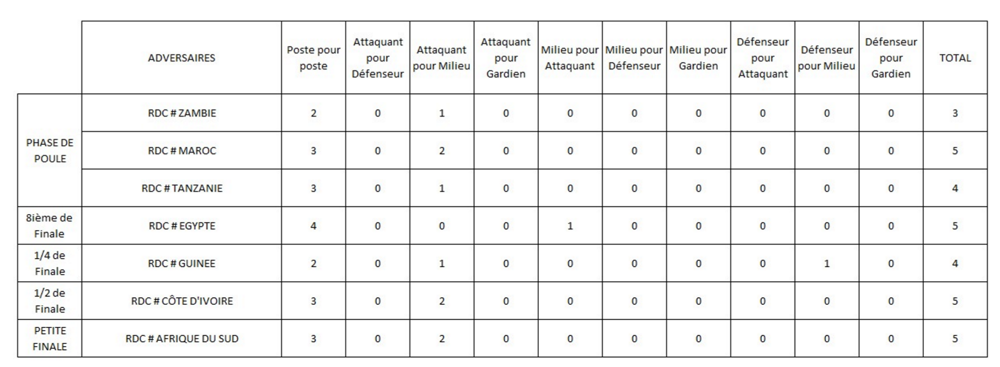 ADVERSAIRES
Poste pour
poste
Attaquant
pour
Défenseur
Attaquant
pour Milieu
Attaquant
pour
Gardien
Milieu pour
Attaquant
Milieu pour
Défenseur
Milieu pour
Gardien
Défenseur
pour
Attaquant
Défenseur
pour Milieu
Défenseur
pour
Gardien
TOTAL
PHASE DE
POULE
RDC # ZAMBIE 2 0 1 0 0 0 0 0 0 0 3
RDC # MAROC 3 0 2 0 0 0 0 0 0 0 5
RDC # TANZANIE 3 0 1 0 0 0 0 0 0 0 4
8ième de
Finale
RDC # EGYPTE 4 0 0 0 1 0 0 0 0 0 5
1/4 de
Finale
RDC # GUINEE 2 0 1 0 0 0 0 0 1 0 4
1/2 de
Finale
RDC # CÔTE D'IVOIRE 3 0 2 0 0 0 0 0 0 0 5
PETITE
FINALE
RDC # AFRIQUE DU SUD 3 0 2 0 0 0 0 0 0 0 5